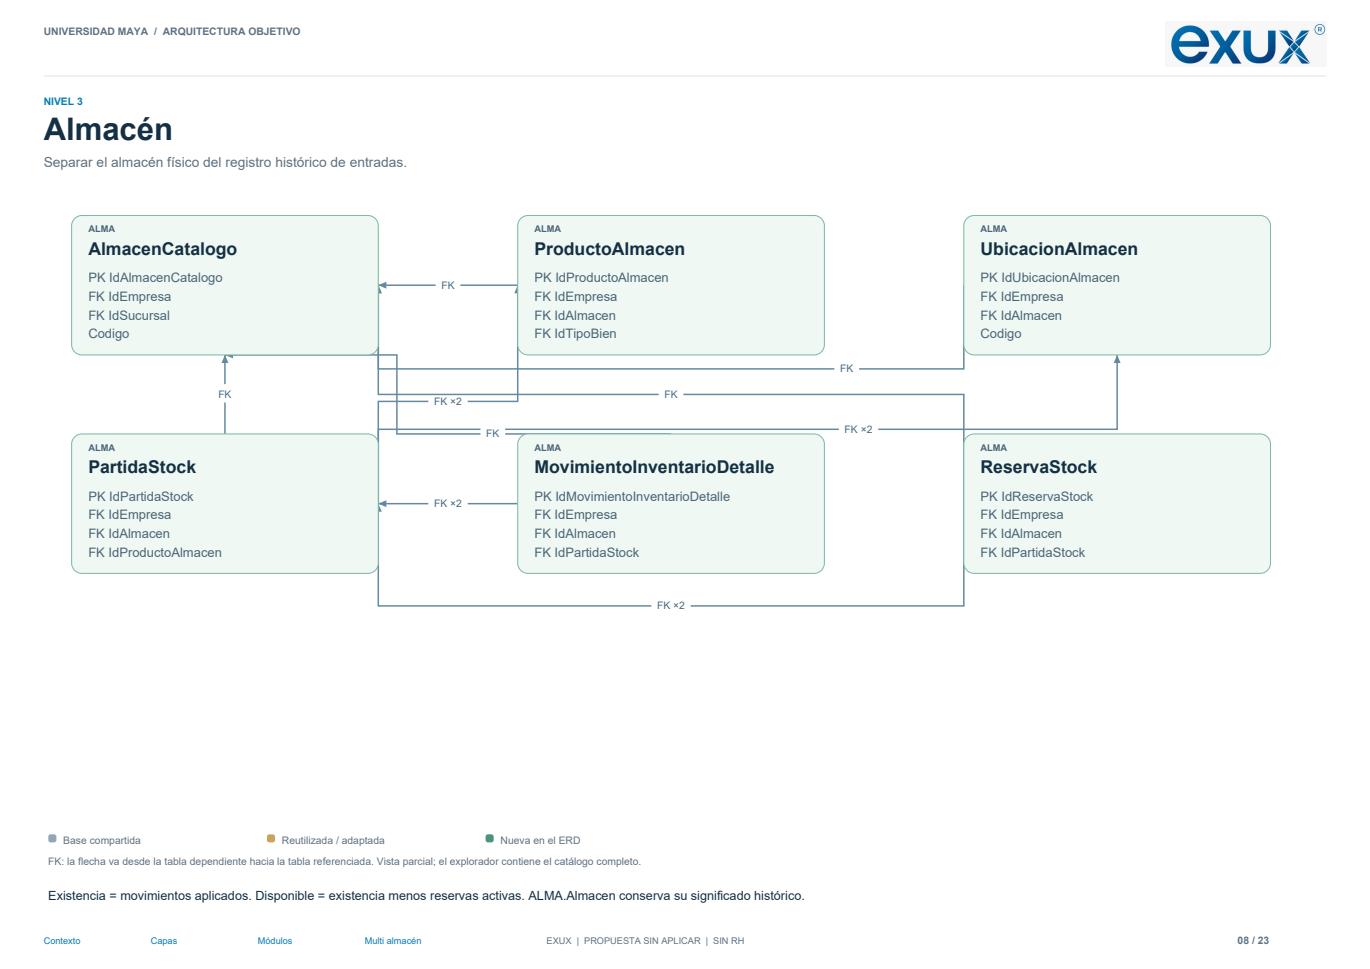 UNIVERSIDAD MAYA / ARQUITECTURA OBJETIVO
exux®
NIVEL 3
Almacén
Separar el almacén físico del registro histórico de entradas.
ALMA
AlmacenCatalogo
PK IdAlmacenCatalogo
FK IdEmpresa
FK IdSucursal
Codigo
FK
ALMA
ProductoAlmacen
PK IdProductoAlmacen
FK IdEmpresa
FK IdAlmacen
FK IdTipoBien
ALMA
UbicacionAlmacen
PK IdUbicacionAlmacen
FK IdEmpresa
FK IdAlmacen
Codigo
FK
FK
FK
FK ×2
FK
FK ×2
ALMA
PartidaStock
PK IdPartidaStock
FK IdEmpresa
FK IdAlmacen
FK IdProductoAlmacen
FK ×2
ALMA
MovimientoInventarioDetalle
PK IdMovimientoInventarioDetalle
FK IdEmpresa
FK IdAlmacen
FK IdPartidaStock
ALMA
ReservaStock
PK IdReservaStock
FK IdEmpresa
FK IdAlmacen
FK IdPartidaStock
FK ×2
Base compartida
Reutilizada / adaptada
Nueva en el ERD
FK: la flecha va desde la tabla dependiente hacia la tabla referenciada. Vista parcial; el explorador contiene el catálogo completo.
Existencia = movimientos aplicados. Disponible = existencia menos reservas activas. ALMA.Almacen conserva su significado histórico.
Contexto
Capas
Módulos
Multi almacén
EXUX | PROPUESTA SIN APLICAR | SIN RH
08 / 23